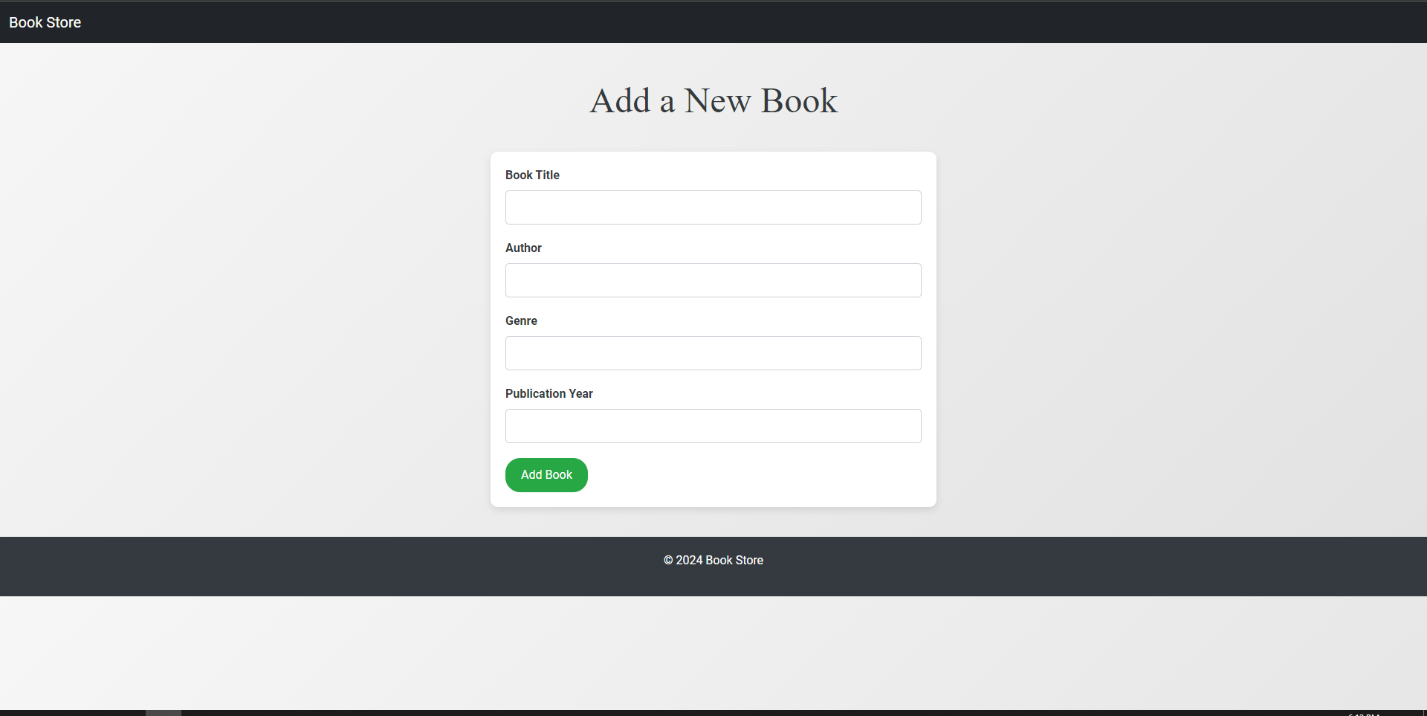 Book Store
Add a New Book
Book Title
Author
Genre
Publication Year
Add Book
© 2024 Book Store